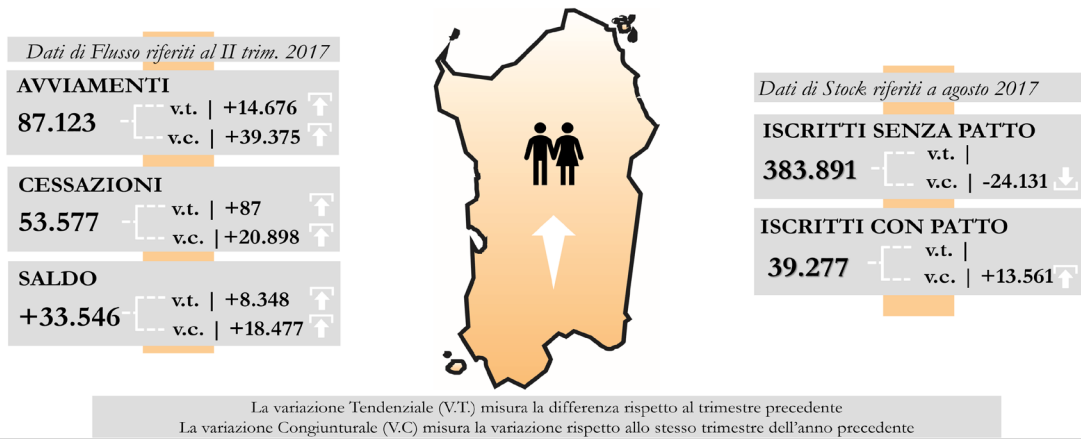 Dati di Flusso riferiti al II trim. 2017
AVVIAMENTI
87.123
v.t. | +14.676
v.c. | +39.375
CESSAZIONI
53.577
v.t. | +87
v.c. |+20.898
SALDO
+33.546
v.t. | +8.348
v.c. | +18.477
Dati di Stock riferiti a agosto 2017
ISCRITTI SENZA PATTO
383.891
v.t. |
v.c. | -24.131
ISCRITTI CON PATTO
39.277
v.t. |
v.c. | +13.561
La variazione Tendenziale (V.T.) misura la differenza rispetto al trimestre precedente
La variazione Congiunturale (V.C) misura la variazione rispetto allo stesso trimestre dell'anno precedente